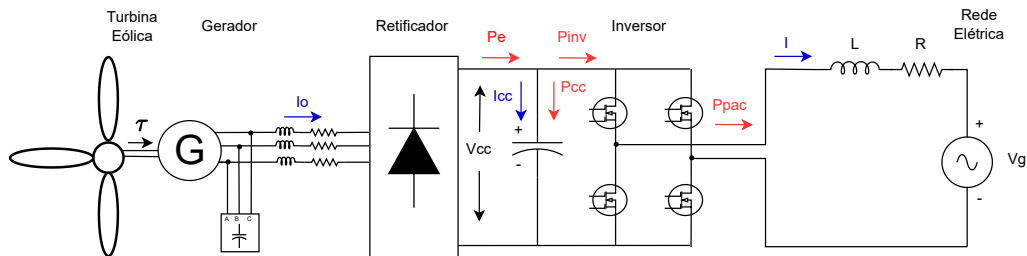 Turbina
Eólica
Gerador
Retificador
Inversor
Rede
Elétrica
Pe
Pinv
I
L
R
τ
Io
Icc
Pcc
Ppac
G
+
Vcc
-
+
Vg
-
A B C